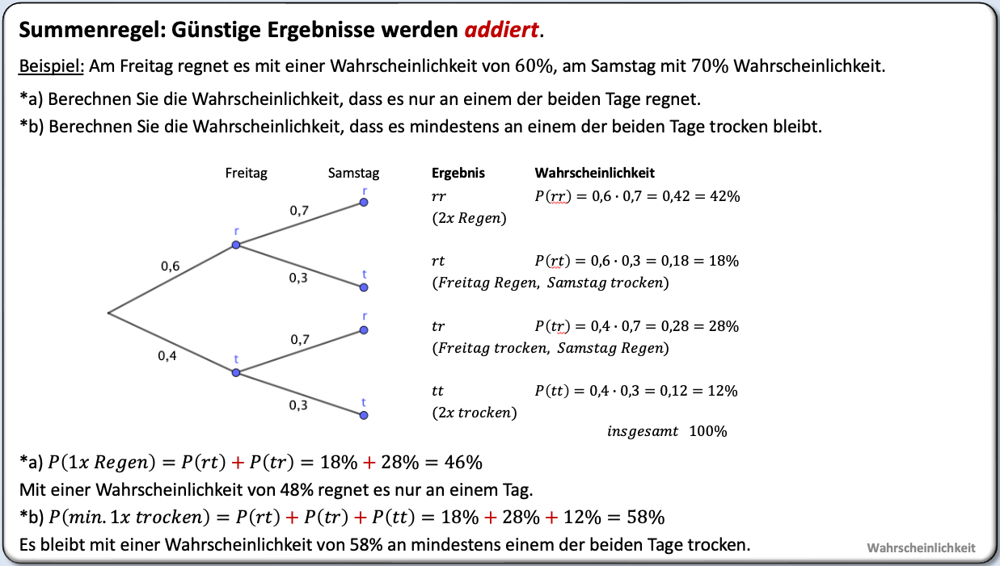 Summenregel: Günstige Ergebnisse werden addiert.
Beispiel: Am Freitag regnet es mit einer Wahrscheinlichkeit von 60%, am Samstag mit 70% Wahrscheinlichkeit.
*a) Berechnen Sie die Wahrscheinlichkeit, dass es nur an einem der beiden Tage regnet.
*b) Berechnen Sie die Wahrscheinlichkeit, dass es mindestens an einem der beiden Tage trocken bleibt.
Freitag Samstag
r
0,7
r
0,6
0,3
t
r
0,7
0,4
t
0,3
t
Ergebnis Wahrscheinlichkeit
rr P(rr) = 0,6 · 0,7 = 0,42 = 42%
(2x Regen)
rt P(rt) = 0,6 · 0,3 = 0,18 = 18%
(Freitag Regen, Samstag trocken)
tr P(tr) = 0,4 · 0,7 = 0,28 = 28%
(Freitag trocken, Samstag Regen)
tt P(tt) = 0,4 · 0,3 = 0,12 = 12%
(2x trocken)
insgesamt 100%
*a) P(1x Regen) = P(rt) + P(tr) = 18% + 28% = 46%
Mit einer Wahrscheinlichkeit von 48% regnet es nur an einem Tag.
*b) P(min. 1x trocken) = P(rt) + P(tr) + P(tt) = 18% + 28% + 12% = 58%
Es bleibt mit einer Wahrscheinlichkeit von 58% an mindestens einem der beiden Tage trocken.
Wahrscheinlichkeit